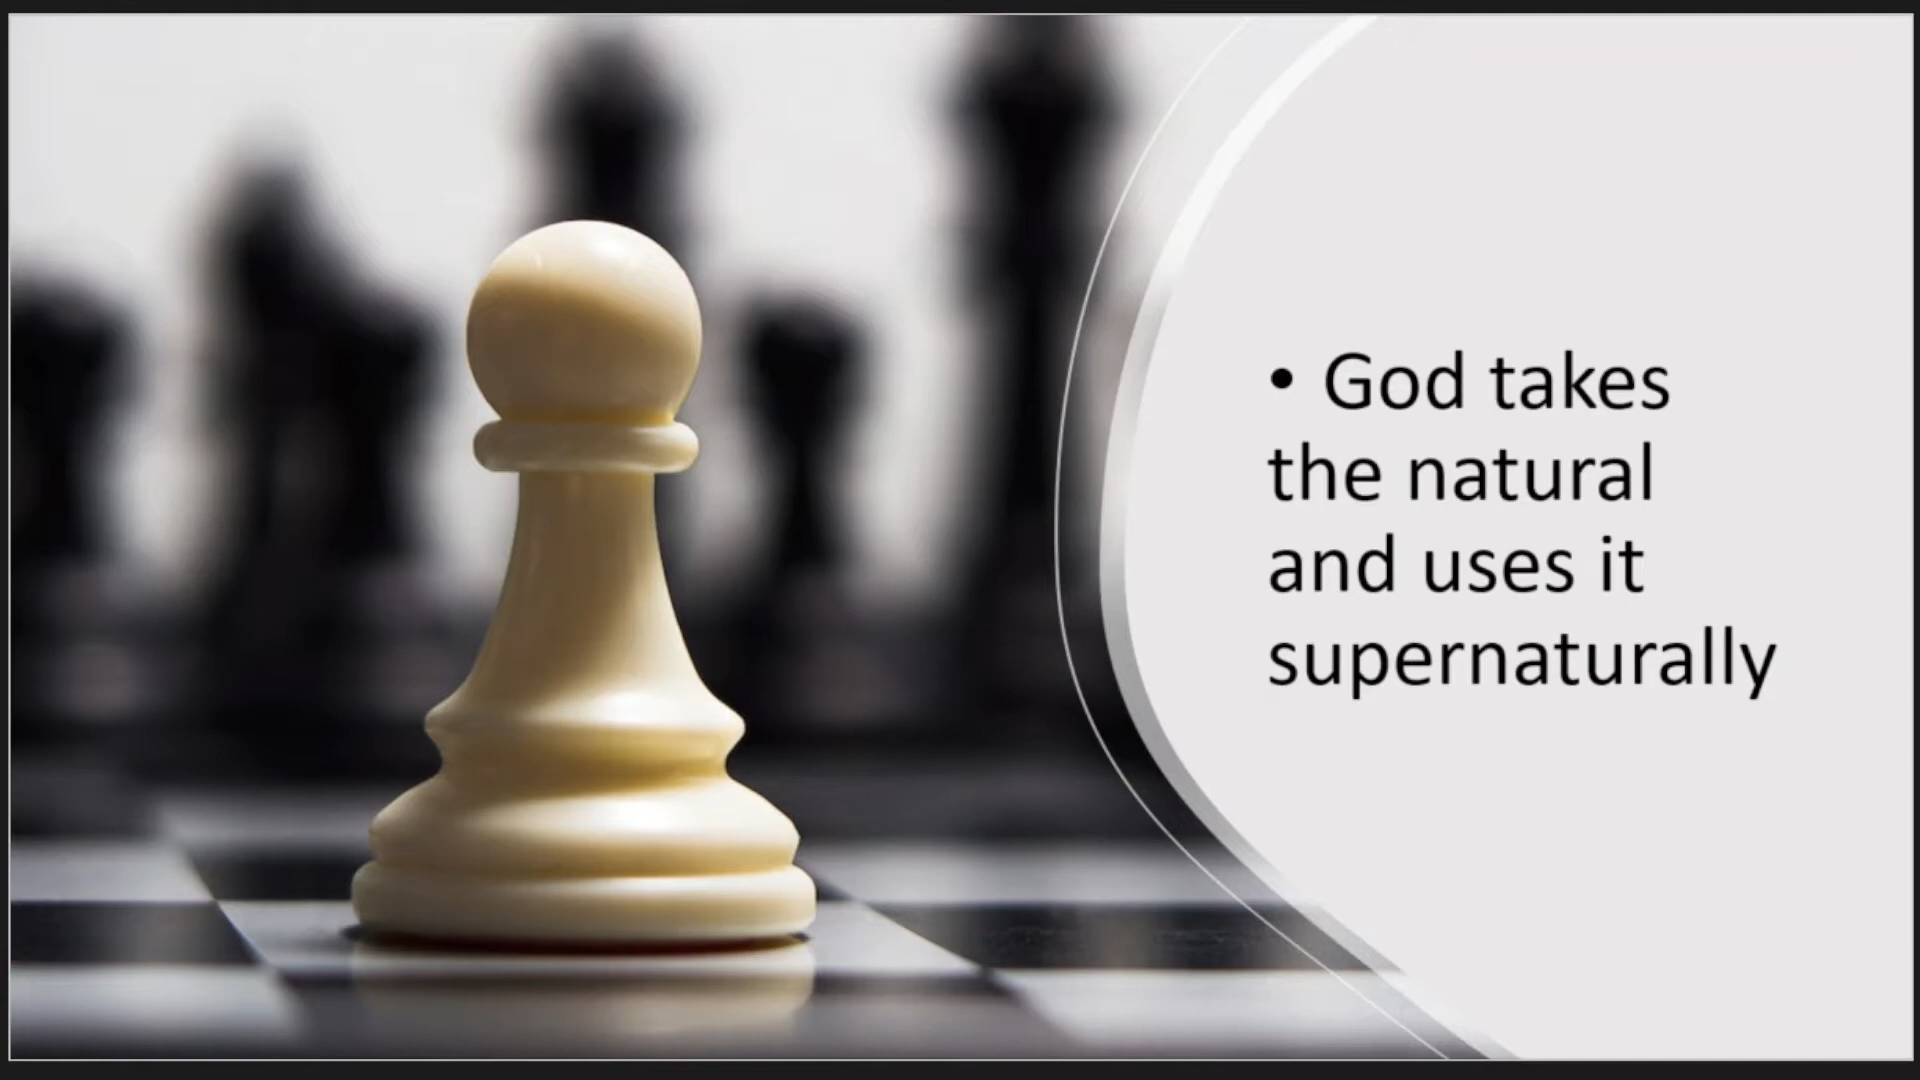 • God takes
the natural
and uses it
supernaturally